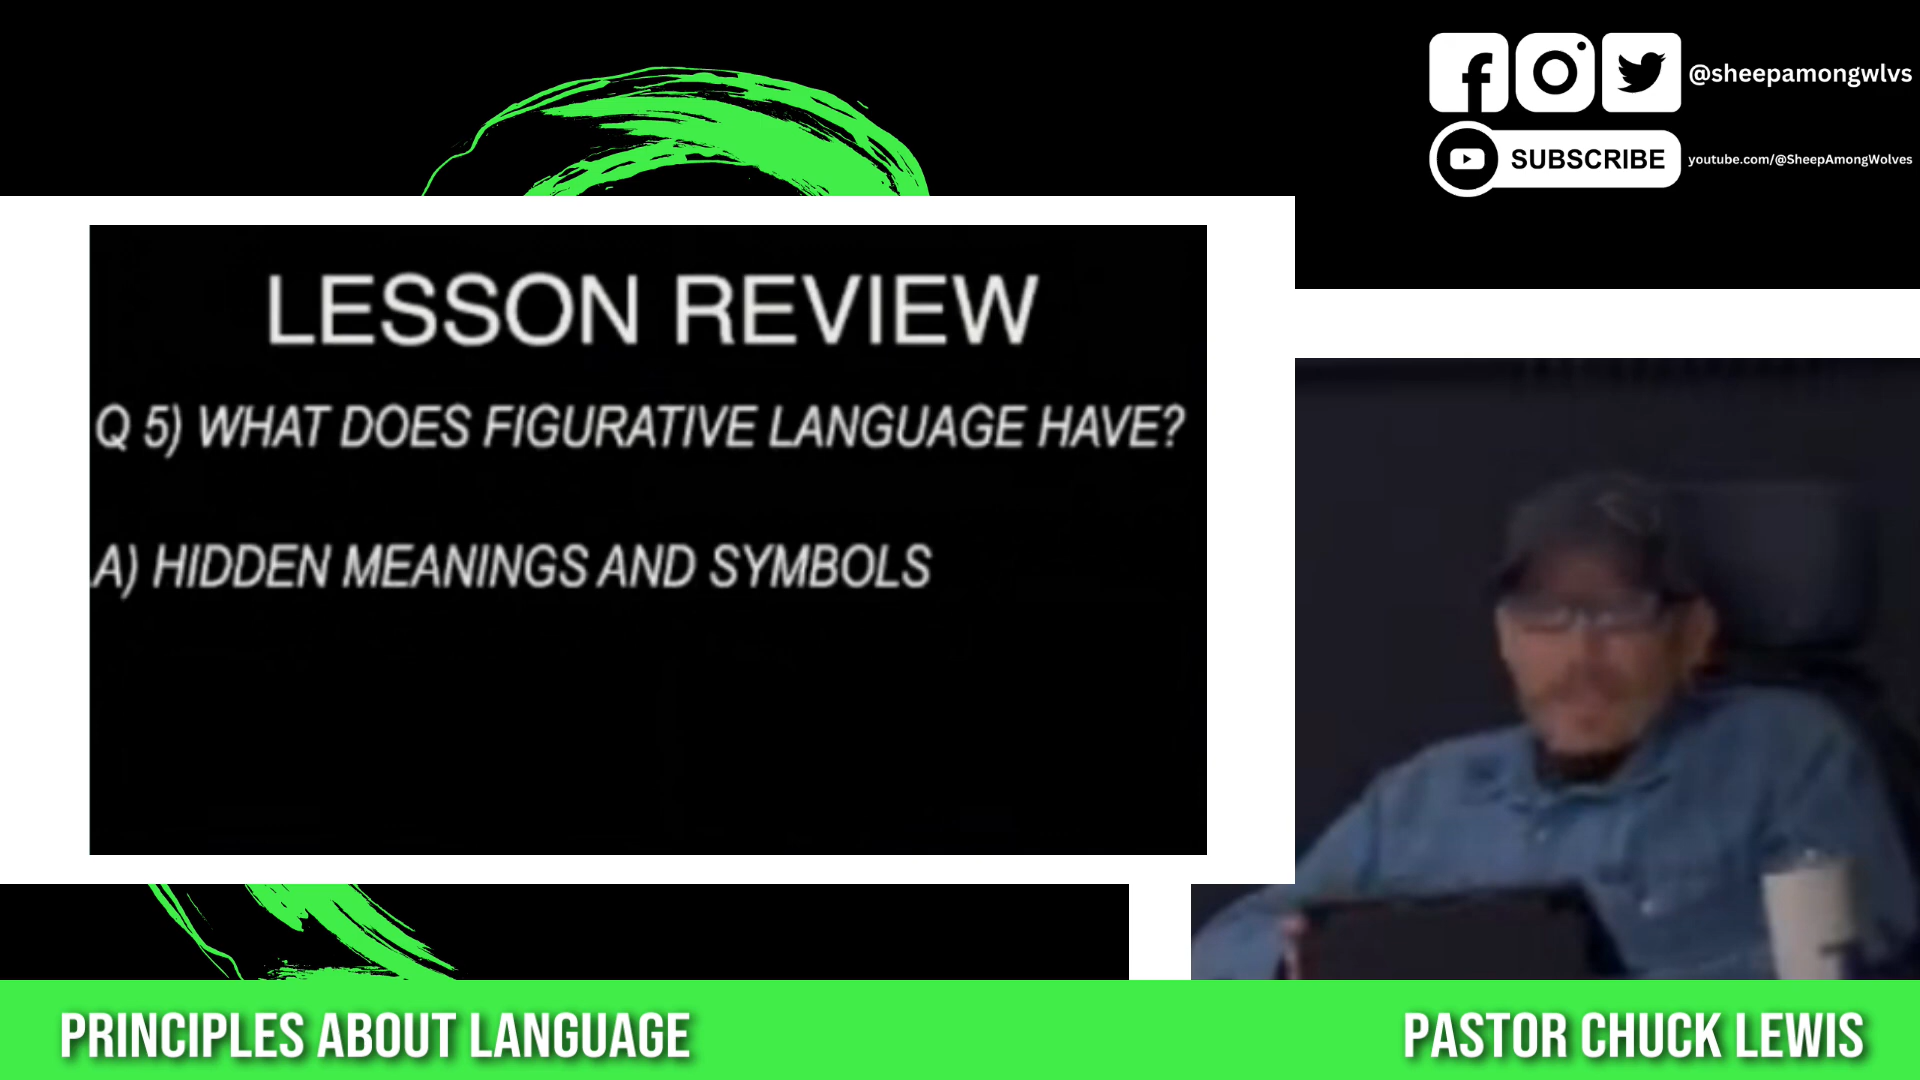 @sheepamongwlvs
SUBSCRIBE youtube.com/@SheepAmongWolves
LESSON REVIEW
Q 5) WHAT DOES FIGURATIVE LANGUAGE HAVE?
A) HIDDEN MEANINGS AND SYMBOLS
PRINCIPLES ABOUT LANGUAGE
PASTOR CHUCK LEWIS